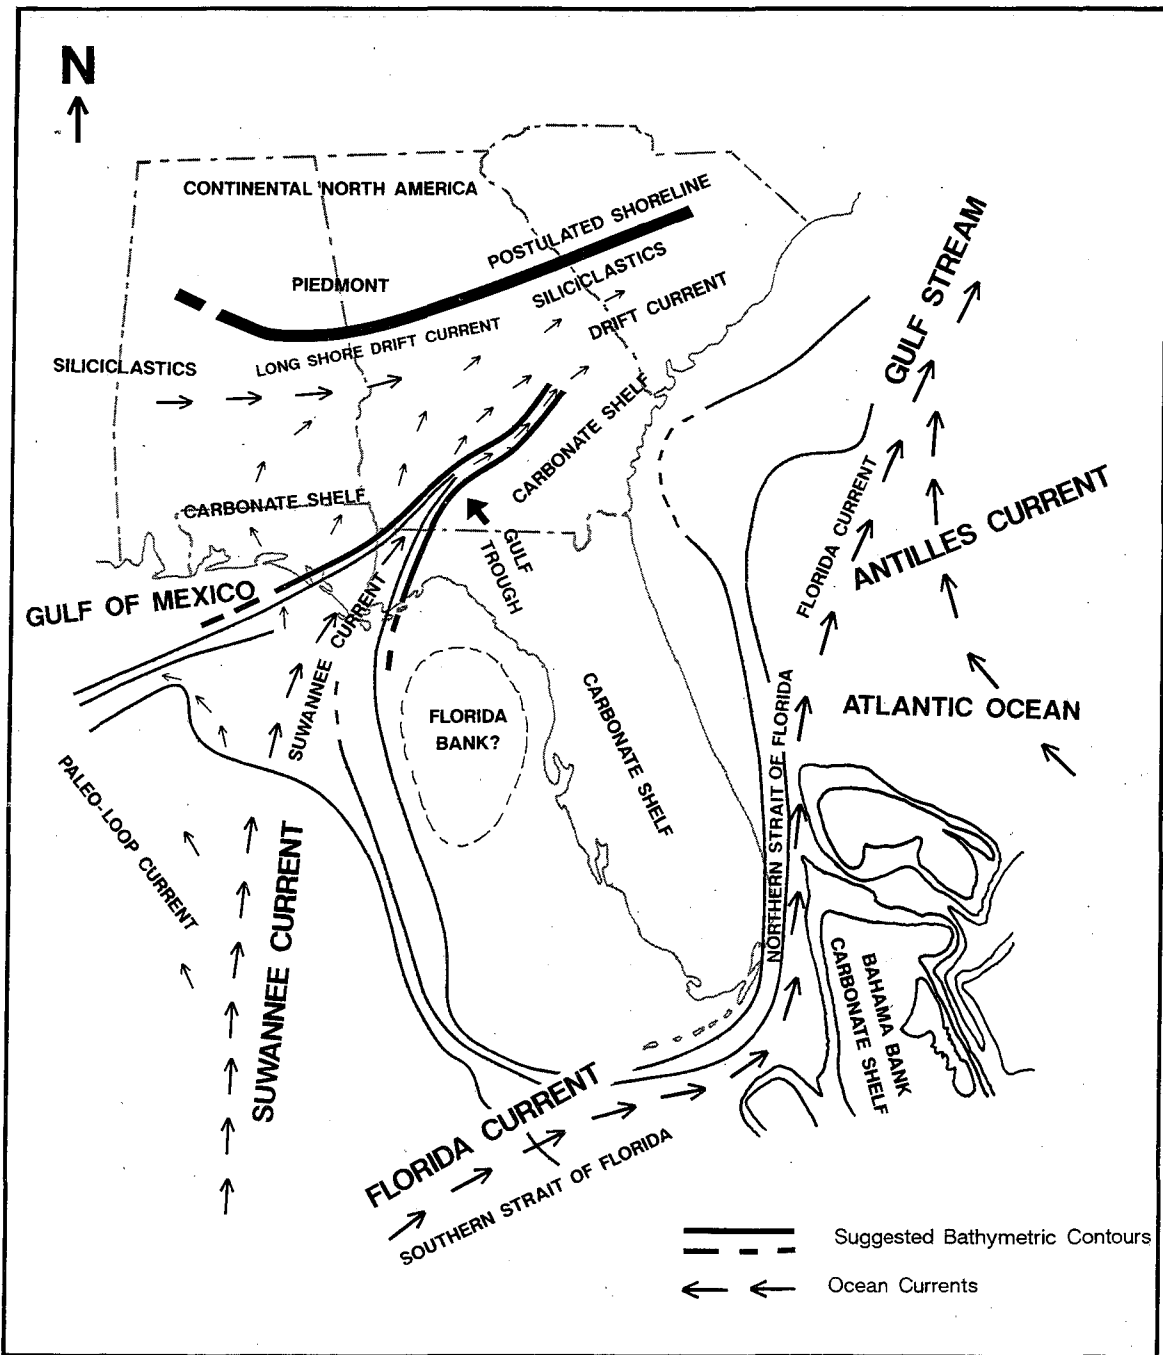 N
CONTINENTAL NORTH AMERICA
POSTULATED SHORELINE
PIEDMONT
SILICICLASTICS
DRIFT CURRENT
LONG SHORE DRIFT CURRENT
SILICICLASTICS
GULF STREAM
CARBONATE SHELF
CARBONATE SHELF
FLORIDA CURRENT
ANTILLES CURRENT
GULF
TROUGH
GULF OF MEXICO
SUWANNEE CURRENT
FLORIDA
BANK?
CARBONATE SHELF
NORTHERN STRAIT OF FLORIDA
ATLANTIC OCEAN
PALEO-LOOP CURRENT
SUWANNEE CURRENT
BAHAMA BANK
CARBONATE SHELF
FLORIDA CURRENT
SOUTHERN STRAIT OF FLORIDA
Suggested Bathymetric Contours
Ocean Currents